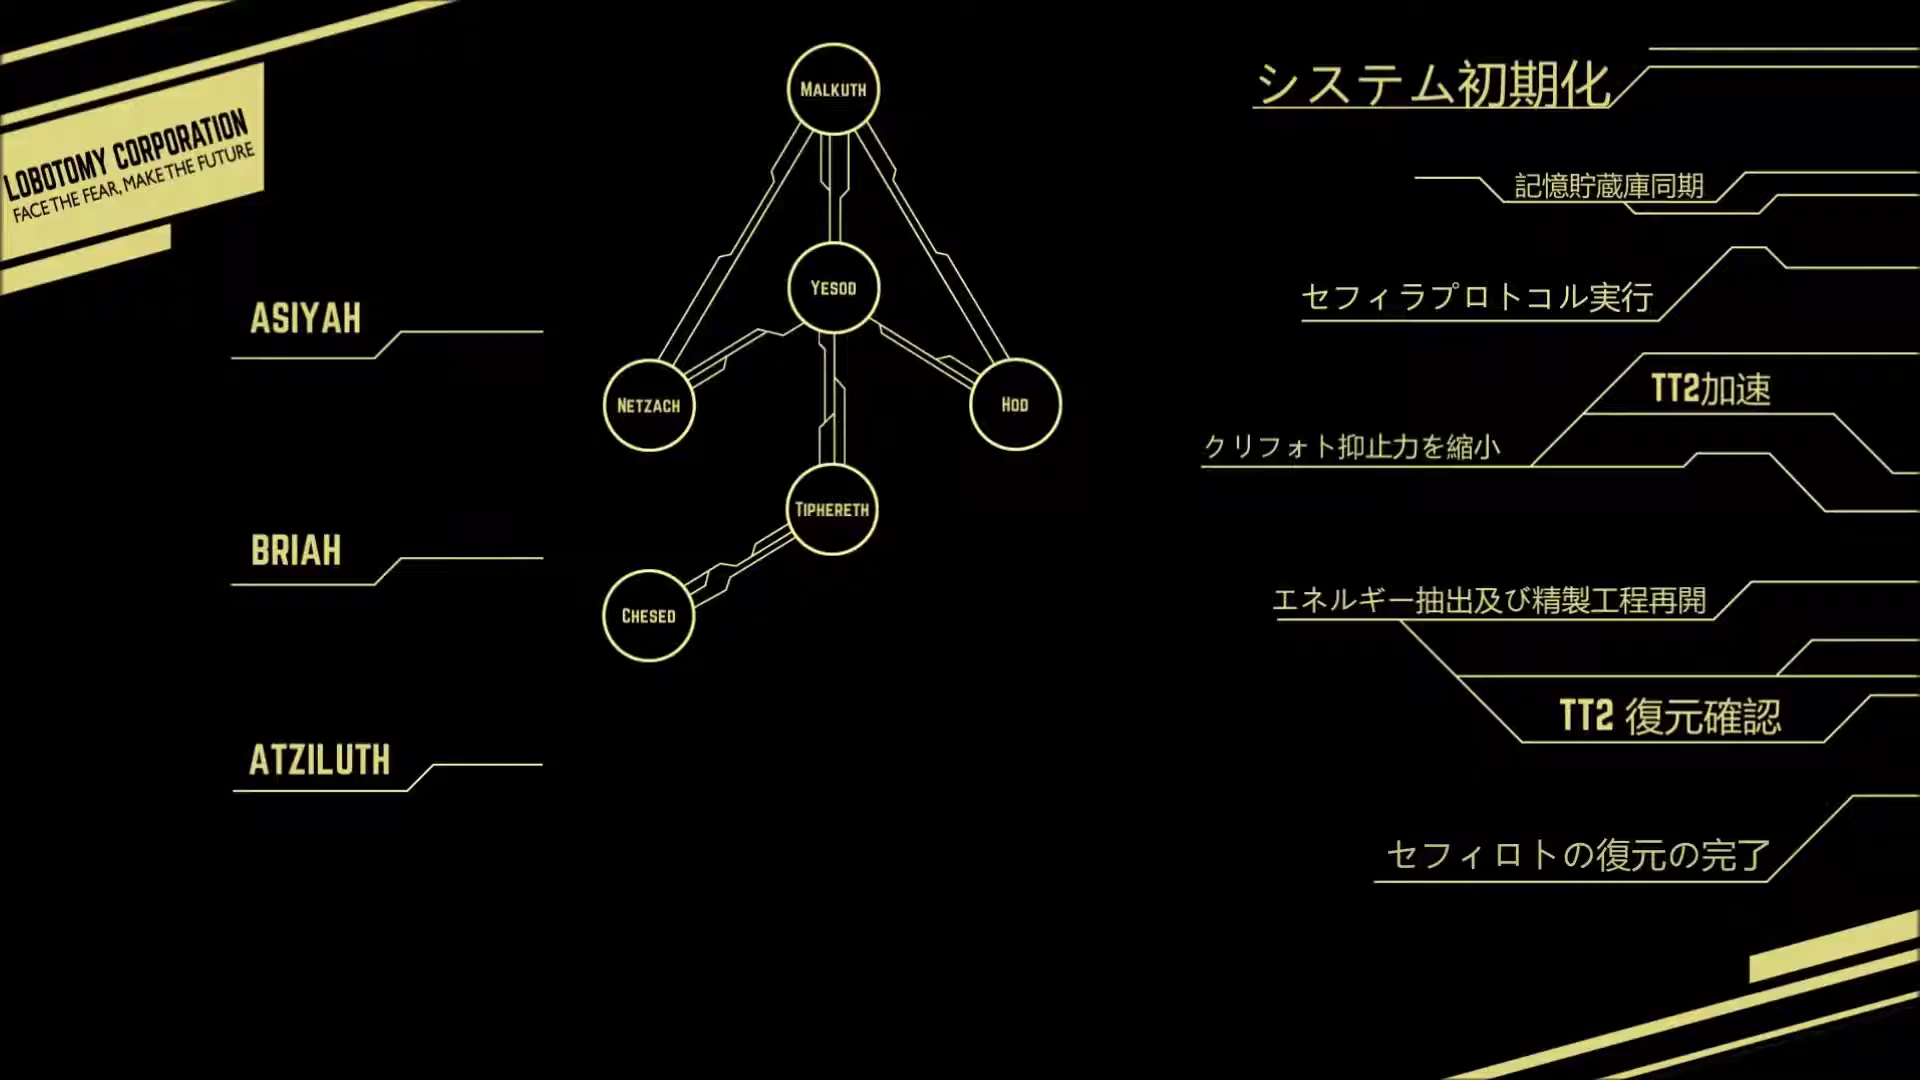 LOBOTOMY CORPORATION
FACE THE FEAR, MAKE THE FUTURE
ASIYAH
BRIAH
ATZILUTH
MALKUTH
YESOD
NETZACH
HOD
TIPHERETH
CHESED
システム初期化
記憶貯蔵庫同期
セフィラプロトコル実行
TT2加速
クリフォト抑止力を縮小
エネルギー抽出及び精製工程再開
TT2 復元確認
セフィロトの復元の完了